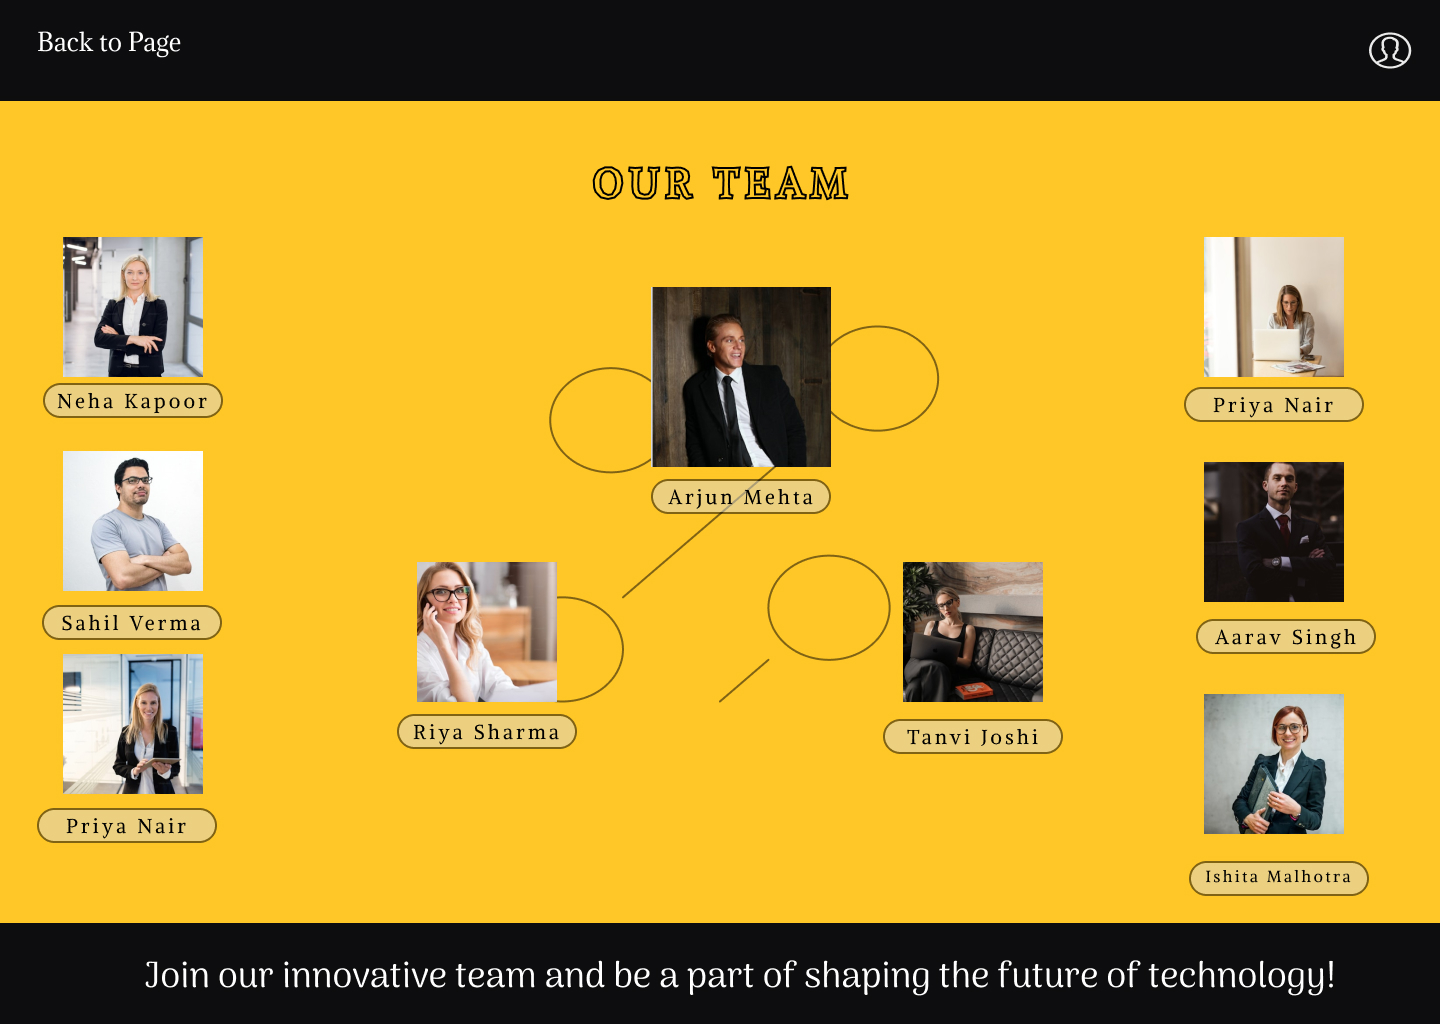 Back to Page
OUR TEAM
Neha Kapoor
Priya Nair
Arjun Mehta
Sahil Verma
Aarav Singh
Riya Sharma
Tanvi Joshi
Priya Nair
Ishita Malhotra
Join our innovative team and be a part of shaping the future of technology!